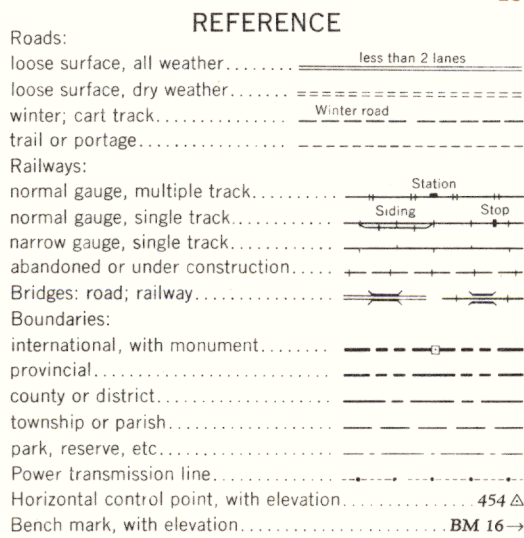 REFERENCE
Roads:
loose surface, all weather........ less than 2 lanes
loose surface, dry weather.......
winter; cart track............... Winter road
trail or portage.................
Railways:
normal gauge, multiple track.......... Station
normal gauge, single track............ Siding Stop
narrow gauge, single track............
abandoned or under construction.....
Bridges: road; railway................
Boundaries:
international, with monument........
provincial............................
county or district....................
township or parish...................
park, reserve, etc....................
Power transmission line..............
Horizontal control point, with elevation............ 454
Bench mark, with elevation..................... BM 16→